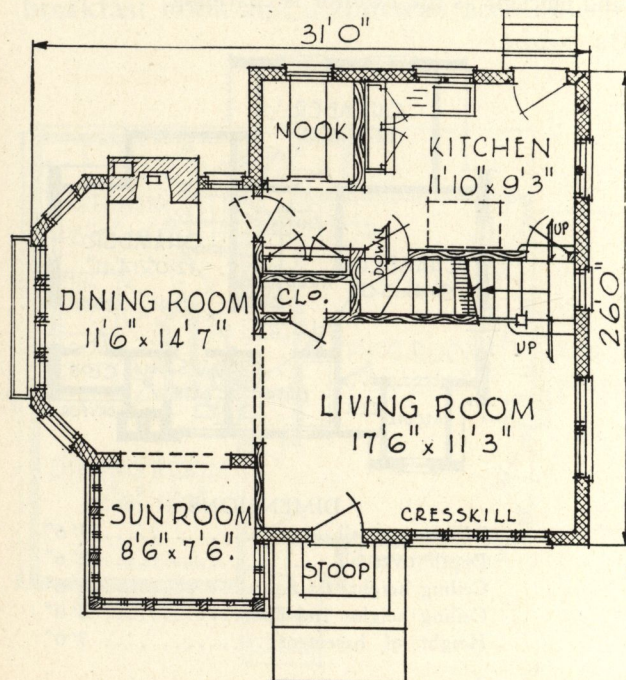 31'0"
NOOK
KITCHEN
11'10" x 9'3"
UP
DOWN
26'0"
DINING ROOM
11'6" x 14'7"
CLO.
UP
LIVING ROOM
17'6" x 11'3"
SUN ROOM
8'6" x 7'6".
CRESSKILL
STOOP